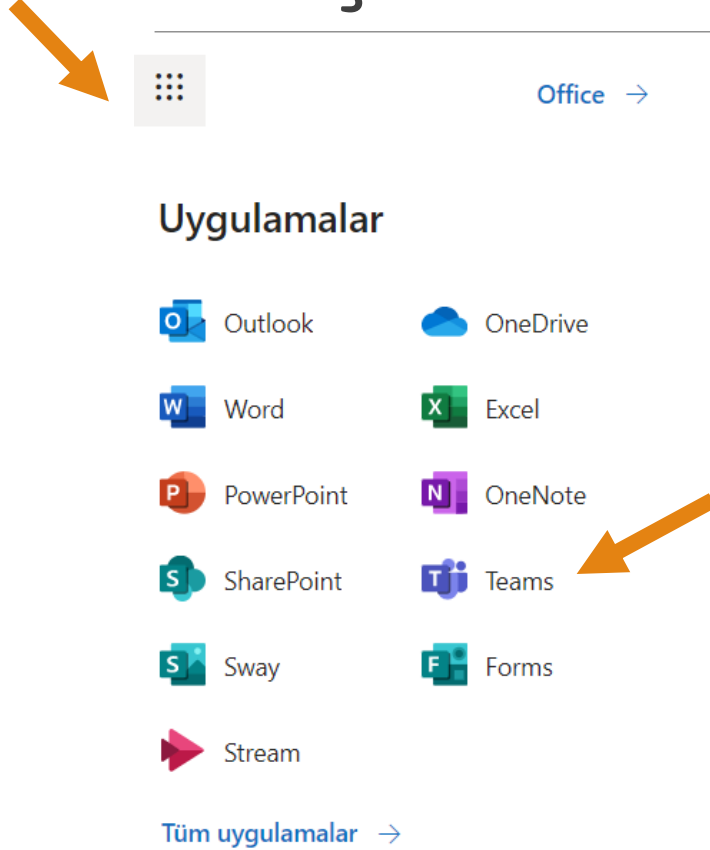 Office →
Uygulamalar
Outlook OneDrive
Word Excel
PowerPoint OneNote
SharePoint Teams
Sway Forms
Stream
Tüm uygulamalar →